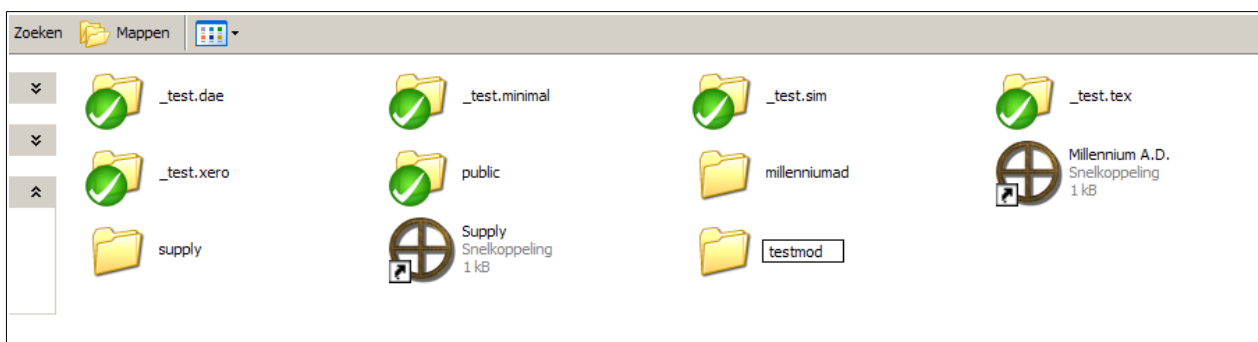 Zoeken Mappen
_test.dae
_test.minimal
_test.sim
_test.tex
_test.xero
public
millenniumad
Millennium A.D.
Snelkoppeling
1 kB
supply
Supply
Snelkoppeling
1 kB
testmod